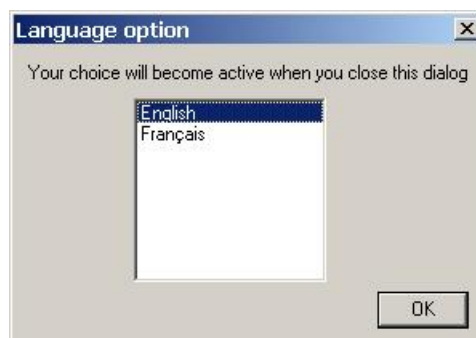 Language option
Your choice will become active when you close this dialog
English
Français
OK